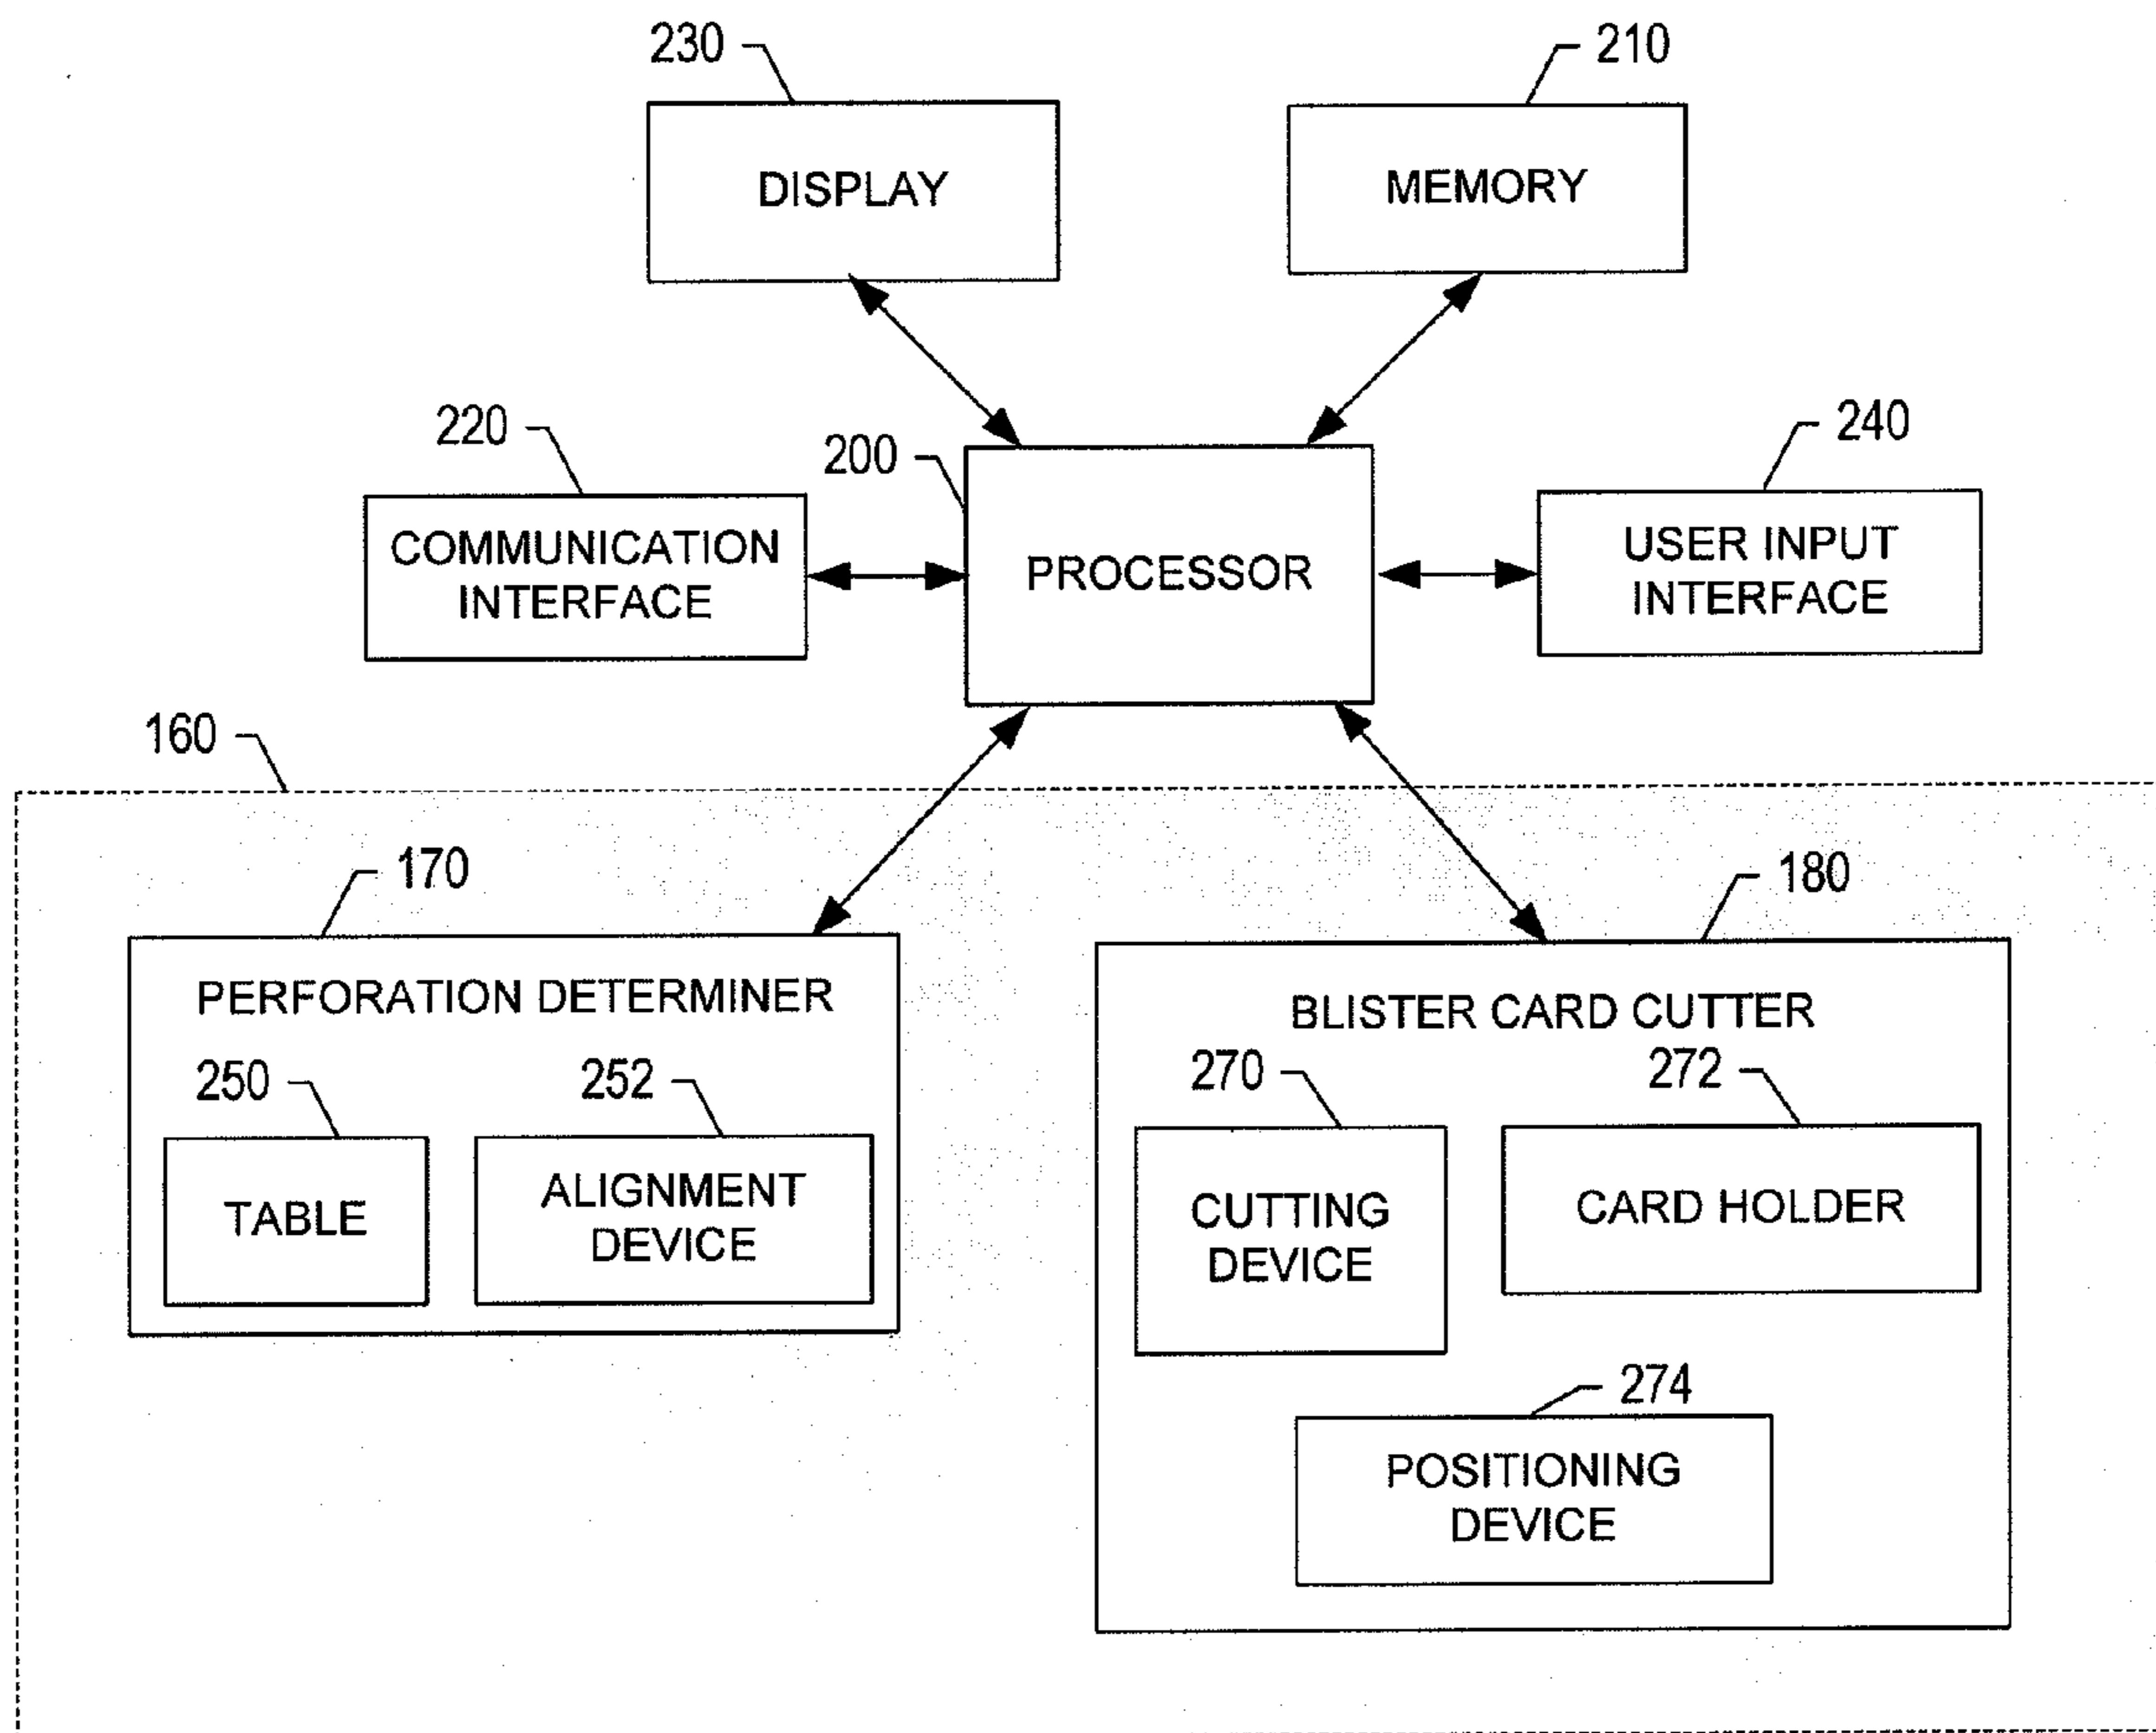 230
210
DISPLAY
MEMORY
220
200
240
COMMUNICATION
INTERFACE
PROCESSOR
USER INPUT
INTERFACE
160
170
180
PERFORATION DETERMINER
BLISTER CARD CUTTER
250
252
270
272
TABLE
ALIGNMENT
DEVICE
CUTTING
DEVICE
CARD HOLDER
274
POSITIONING
DEVICE